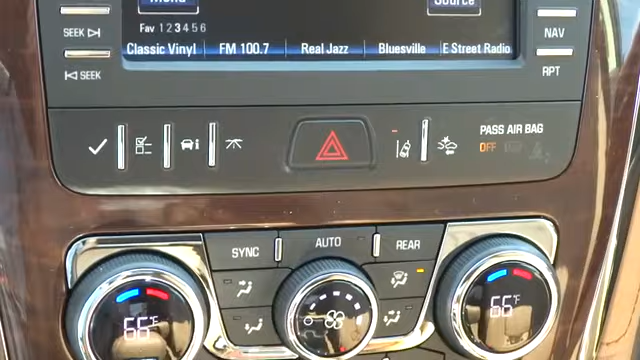 Menu
Source
Fav 1 2 3 4 5 6
Classic Vinyl FM 100.7 Real Jazz Bluesville E Street Radio
SEEK
SEEK
NAV
RPT
PASS AIR BAG
OFF
SYNC AUTO REAR
66°F
66°F